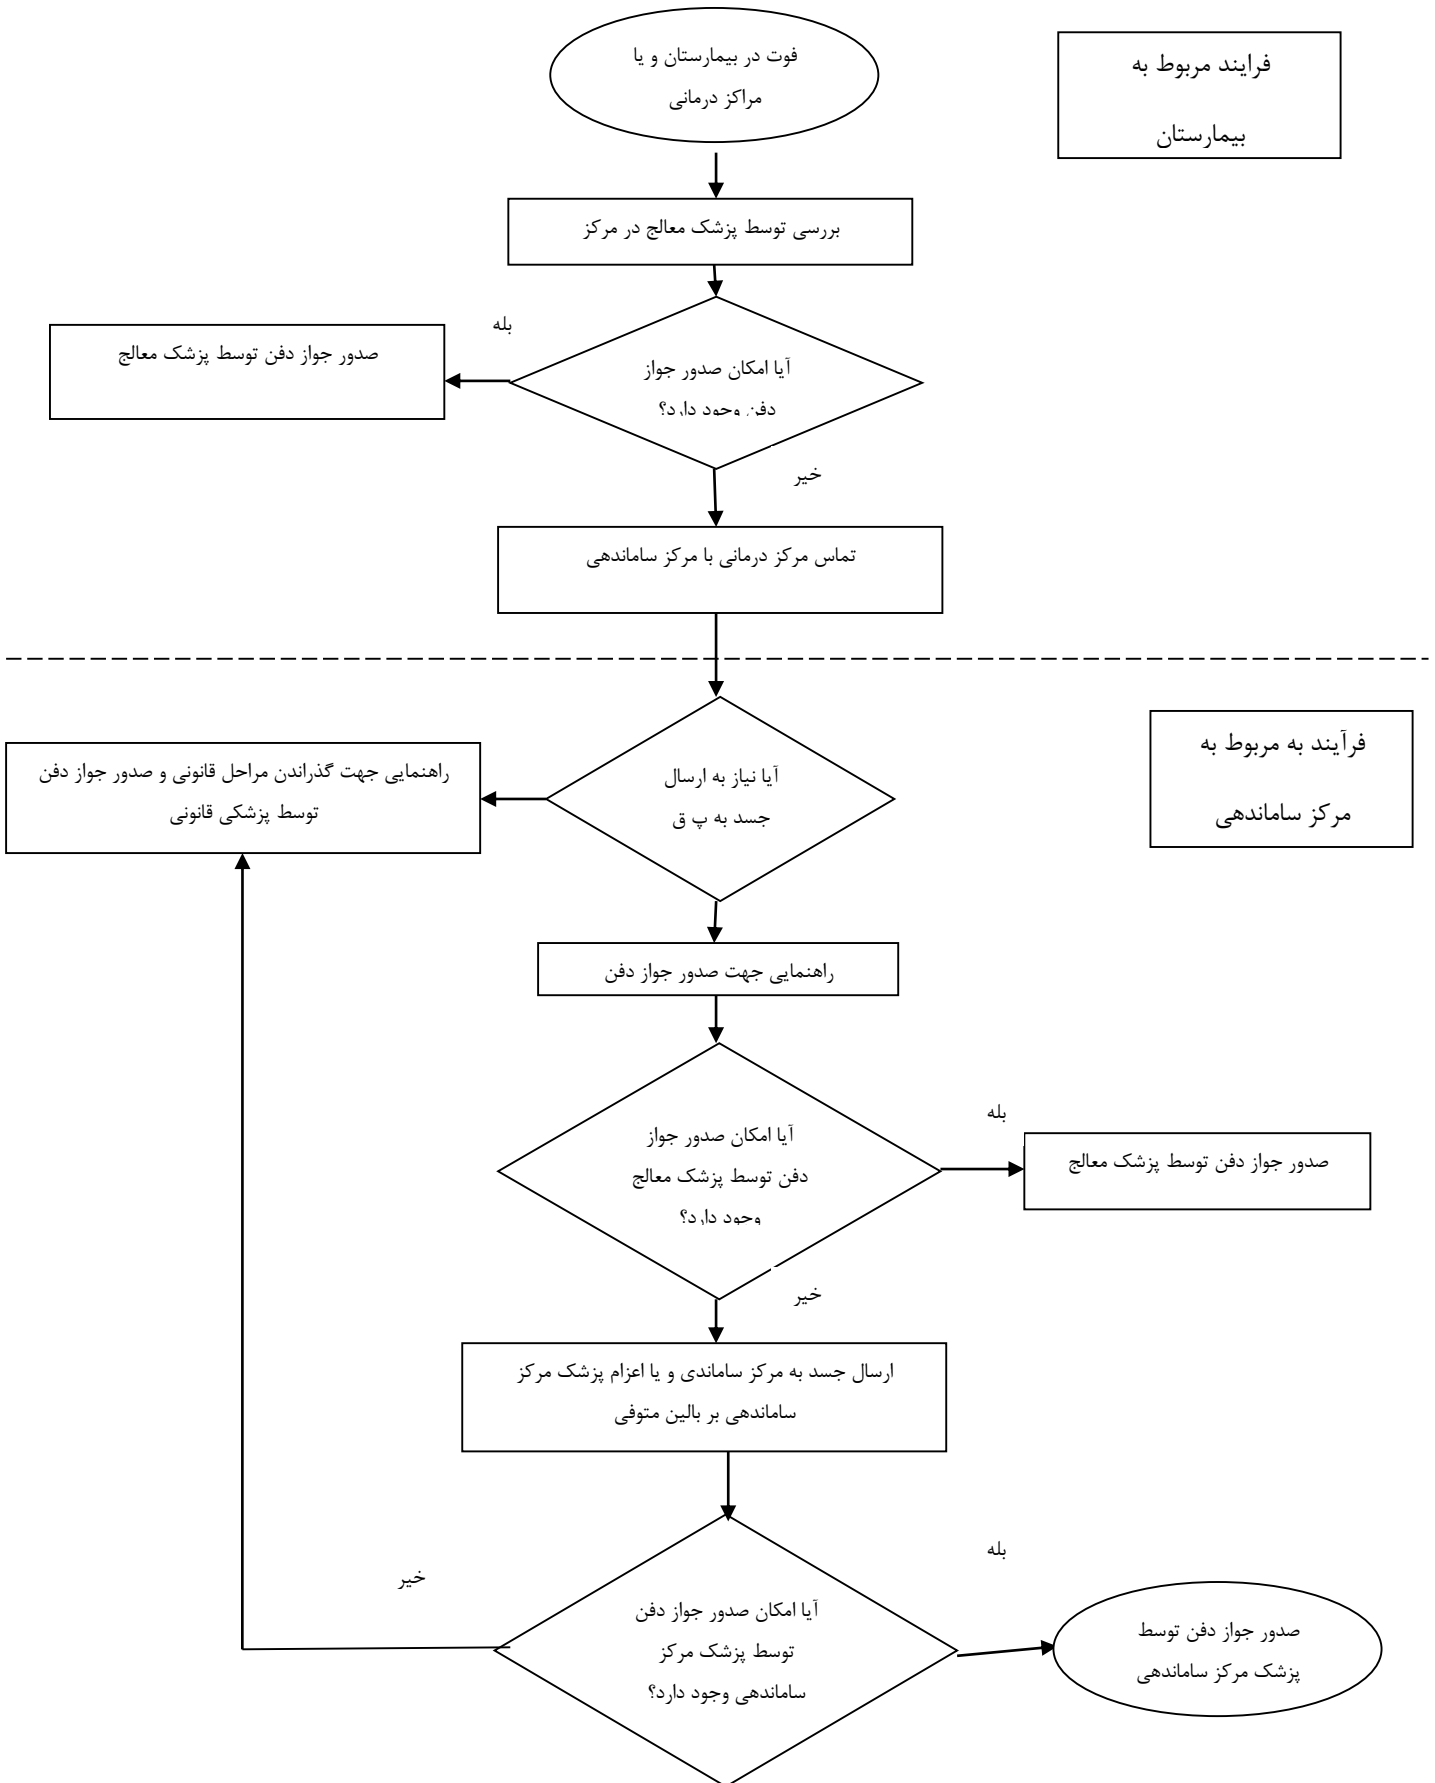 فوت در بیمارستان و یا
مراکز درمانی
فرایند مربوط به
بیمارستان
بررسی توسط پزشک معالج در مرکز
بله
صدور جواز دفن توسط پزشک معالج
آیا امکان صدور جواز
دفن وجود دارد؟
خیر
تماس مرکز درمانی با مرکز ساماندهی
فرآیند به مربوط به
مرکز ساماندهی
آیا نیاز به ارسال
جسد به پ ق
راهنمایی جهت گذراندن مراحل قانونی و صدور جواز دفن
توسط پزشکی قانونی
راهنمایی جهت صدور جواز دفن
آیا امکان صدور جواز
دفن توسط پزشک معالج
وجود دارد؟
بله
صدور جواز دفن توسط پزشک معالج
خیر
ارسال جسد به مرکز ساماندی و یا اعزام پزشک مرکز
ساماندهی بر بالین متوفی
بله
خیر
آیا امکان صدور جواز دفن
توسط پزشک مرکز
ساماندهی وجود دارد؟
صدور جواز دفن توسط
پزشک مرکز ساماندهی